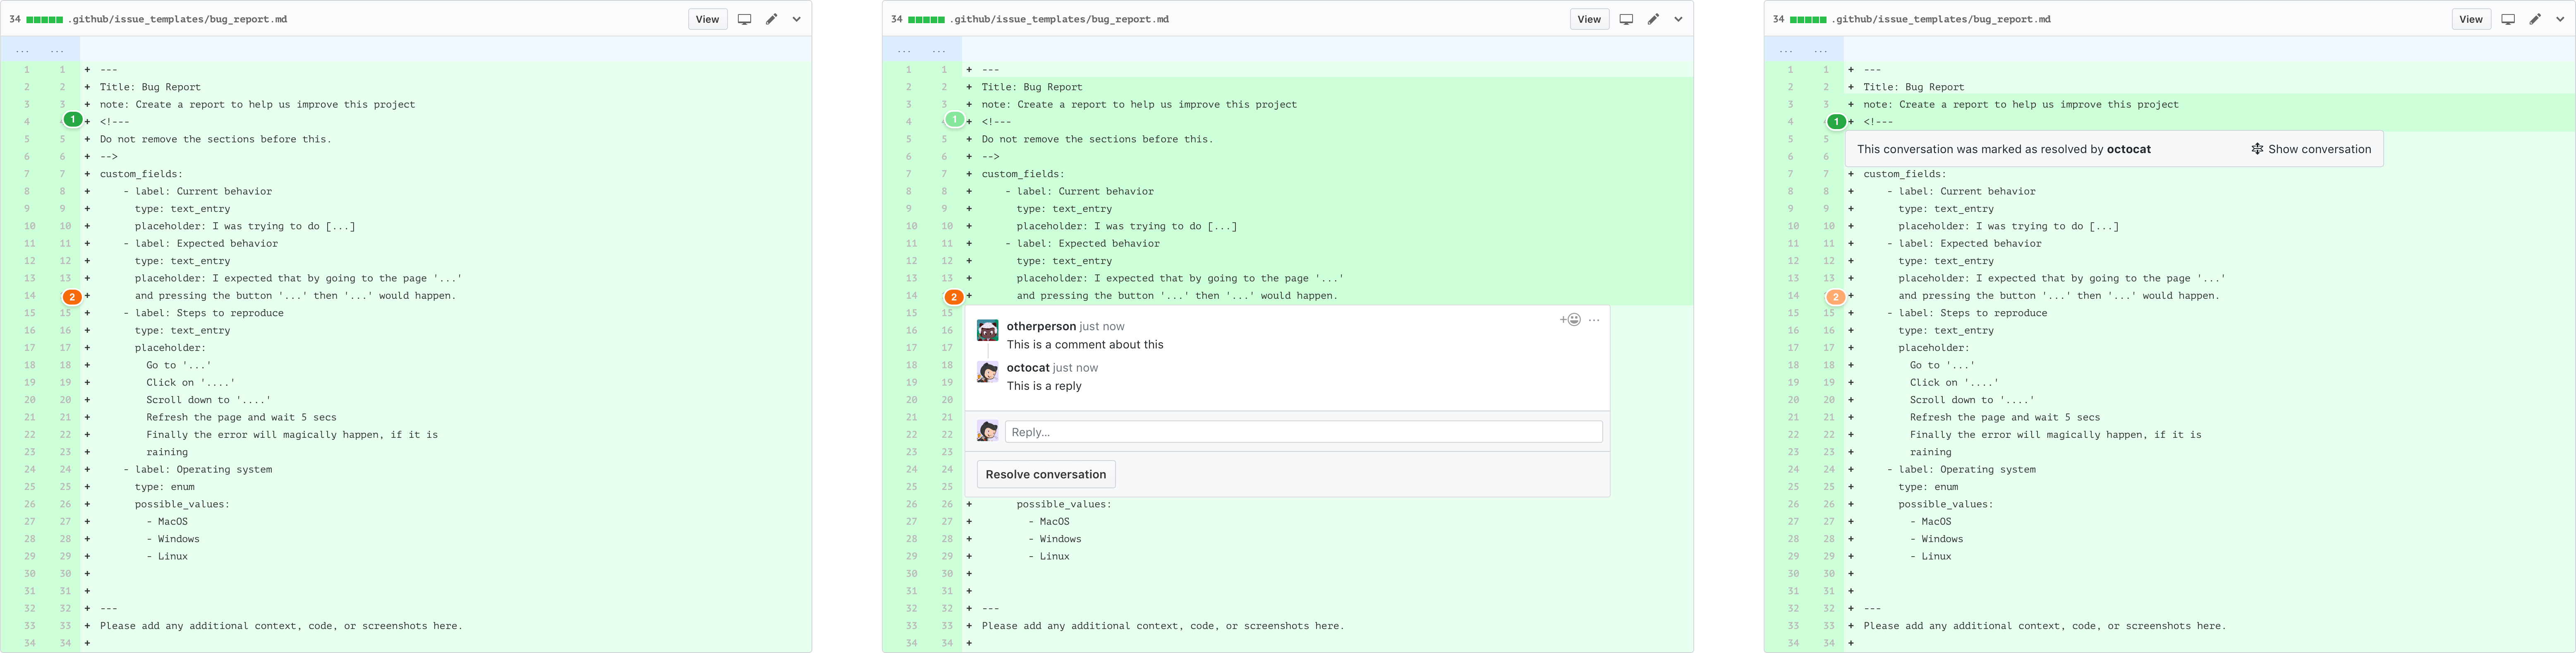 34 .github/issue_templates/bug_report.md View
... ...
1 1 + ---
2 2 + Title: Bug Report
3 3 + note: Create a report to help us improve this project
4 1 + <!---
5 5 + Do not remove the sections before this.
6 6 + -->
7 7 + custom_fields:
8 8 + - label: Current behavior
9 9 + type: text_entry
10 10 + placeholder: I was trying to do [...]
11 11 + - label: Expected behavior
12 12 + type: text_entry
13 13 + placeholder: I expected that by going to the page '...'
14 2 + and pressing the button '...' then '...' would happen.
15 15 + - label: Steps to reproduce
16 16 + type: text_entry
17 17 + placeholder:
18 18 + Go to '...'
19 19 + Click on '....'
20 20 + Scroll down to '....'
21 21 + Refresh the page and wait 5 secs
22 22 + Finally the error will magically happen, if it is
23 23 + raining
24 24 + - label: Operating system
25 25 + type: enum
26 26 + possible_values:
27 27 + - MacOS
28 28 + - Windows
29 29 + - Linux
30 30 +
31 31 +
32 32 + ---
33 33 + Please add any additional context, code, or screenshots here.
34 34 +
34 .github/issue_templates/bug_report.md View
... ...
1 1 + ---
2 2 + Title: Bug Report
3 3 + note: Create a report to help us improve this project
4 1 + <!---
5 5 + Do not remove the sections before this.
6 6 + -->
7 7 + custom_fields:
8 8 + - label: Current behavior
9 9 + type: text_entry
10 10 + placeholder: I was trying to do [...]
11 11 + - label: Expected behavior
12 12 + type: text_entry
13 13 + placeholder: I expected that by going to the page '...'
14 2 + and pressing the button '...' then '...' would happen.
15 15
16 16 otherperson just now
17 17 This is a comment about this
18 18 octocat just now
19 19 This is a reply
20 20
21 21
22 22 Reply...
23 23
24 24 Resolve conversation
25 25
26 26 + possible_values:
27 27 + - MacOS
28 28 + - Windows
29 29 + - Linux
30 30 +
31 31 +
32 32 + ---
33 33 + Please add any additional context, code, or screenshots here.
34 34 +
34 .github/issue_templates/bug_report.md View
... ...
1 1 + ---
2 2 + Title: Bug Report
3 3 + note: Create a report to help us improve this project
4 1 + <!---
5 5
This conversation was marked as resolved by octocat Show conversation
6 6
7 7 + custom_fields:
8 8 + - label: Current behavior
9 9 + type: text_entry
10 10 + placeholder: I was trying to do [...]
11 11 + - label: Expected behavior
12 12 + type: text_entry
13 13 + placeholder: I expected that by going to the page '...'
14 2 + and pressing the button '...' then '...' would happen.
15 15 + - label: Steps to reproduce
16 16 + type: text_entry
17 17 + placeholder:
18 18 + Go to '...'
19 19 + Click on '....'
20 20 + Scroll down to '....'
21 21 + Refresh the page and wait 5 secs
22 22 + Finally the error will magically happen, if it is
23 23 + raining
24 24 + - label: Operating system
25 25 + type: enum
26 26 + possible_values:
27 27 + - MacOS
28 28 + - Windows
29 29 + - Linux
30 30 +
31 31 +
32 32 + ---
33 33 + Please add any additional context, code, or screenshots here.
34 34 +